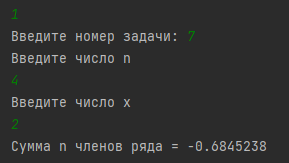 1
Введите номер задачи: 7
Введите число n
4
Введите число x
2
Сумма n членов ряда = -0.6845238